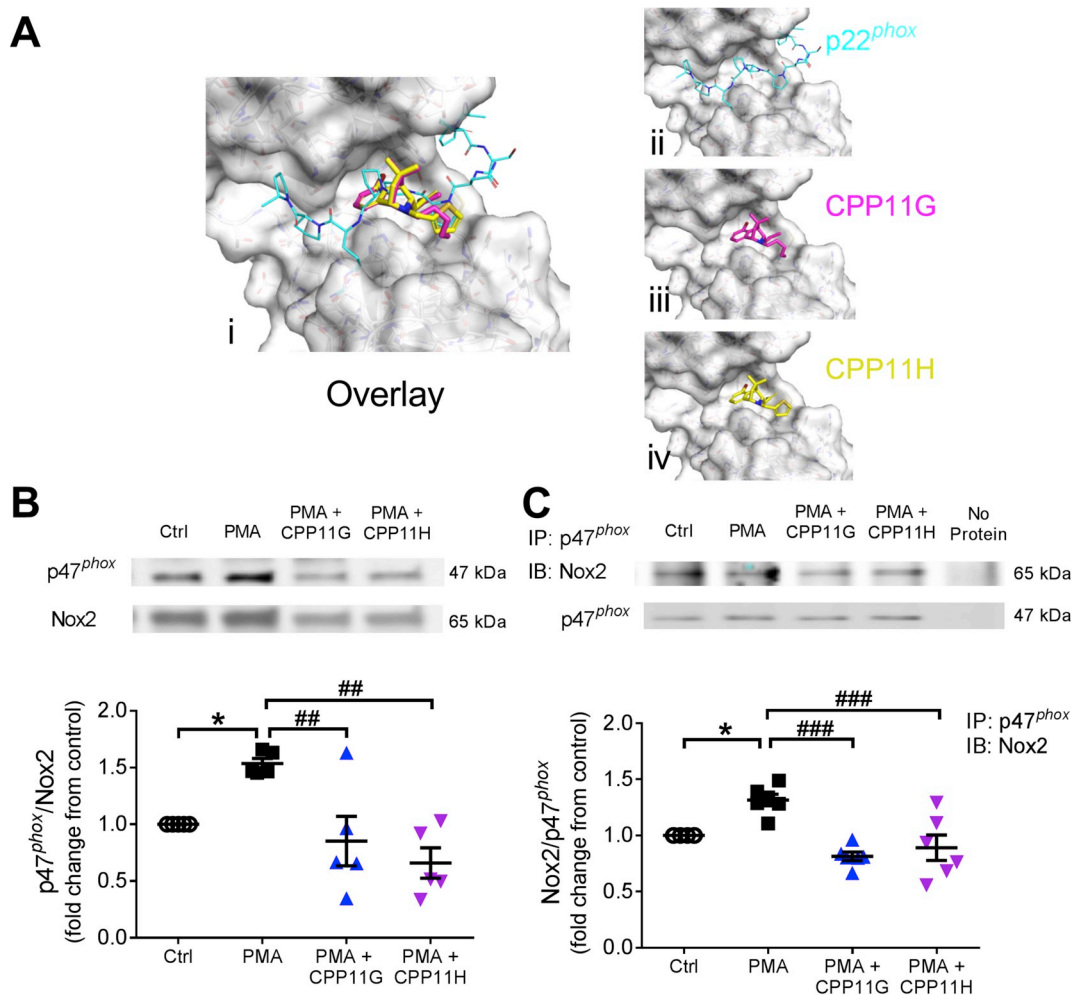 A
i
Overlay
p22phox
ii
CPP11G
iii
CPP11H
iv
B
Ctrl
PMA
PMA +
CPP11G
PMA +
CPP11H
p47phox
47 kDa
Nox2
65 kDa
p47phox/Nox2
(fold change from control)
2.0
1.5
1.0
0.5
0.0
*
##
##
Ctrl
PMA
PMA +
CPP11G
PMA +
CPP11H
C
IP: p47phox
IB: Nox2
Ctrl
PMA
PMA +
CPP11G
PMA +
CPP11H
No
Protein
65 kDa
p47phox
47 kDa
Nox2/p47phox
(fold change from control)
2.0
1.5
1.0
0.5
0.0
*
###
###
IP: p47phox
IB: Nox2
Ctrl
PMA
PMA +
CPP11G
PMA +
CPP11H